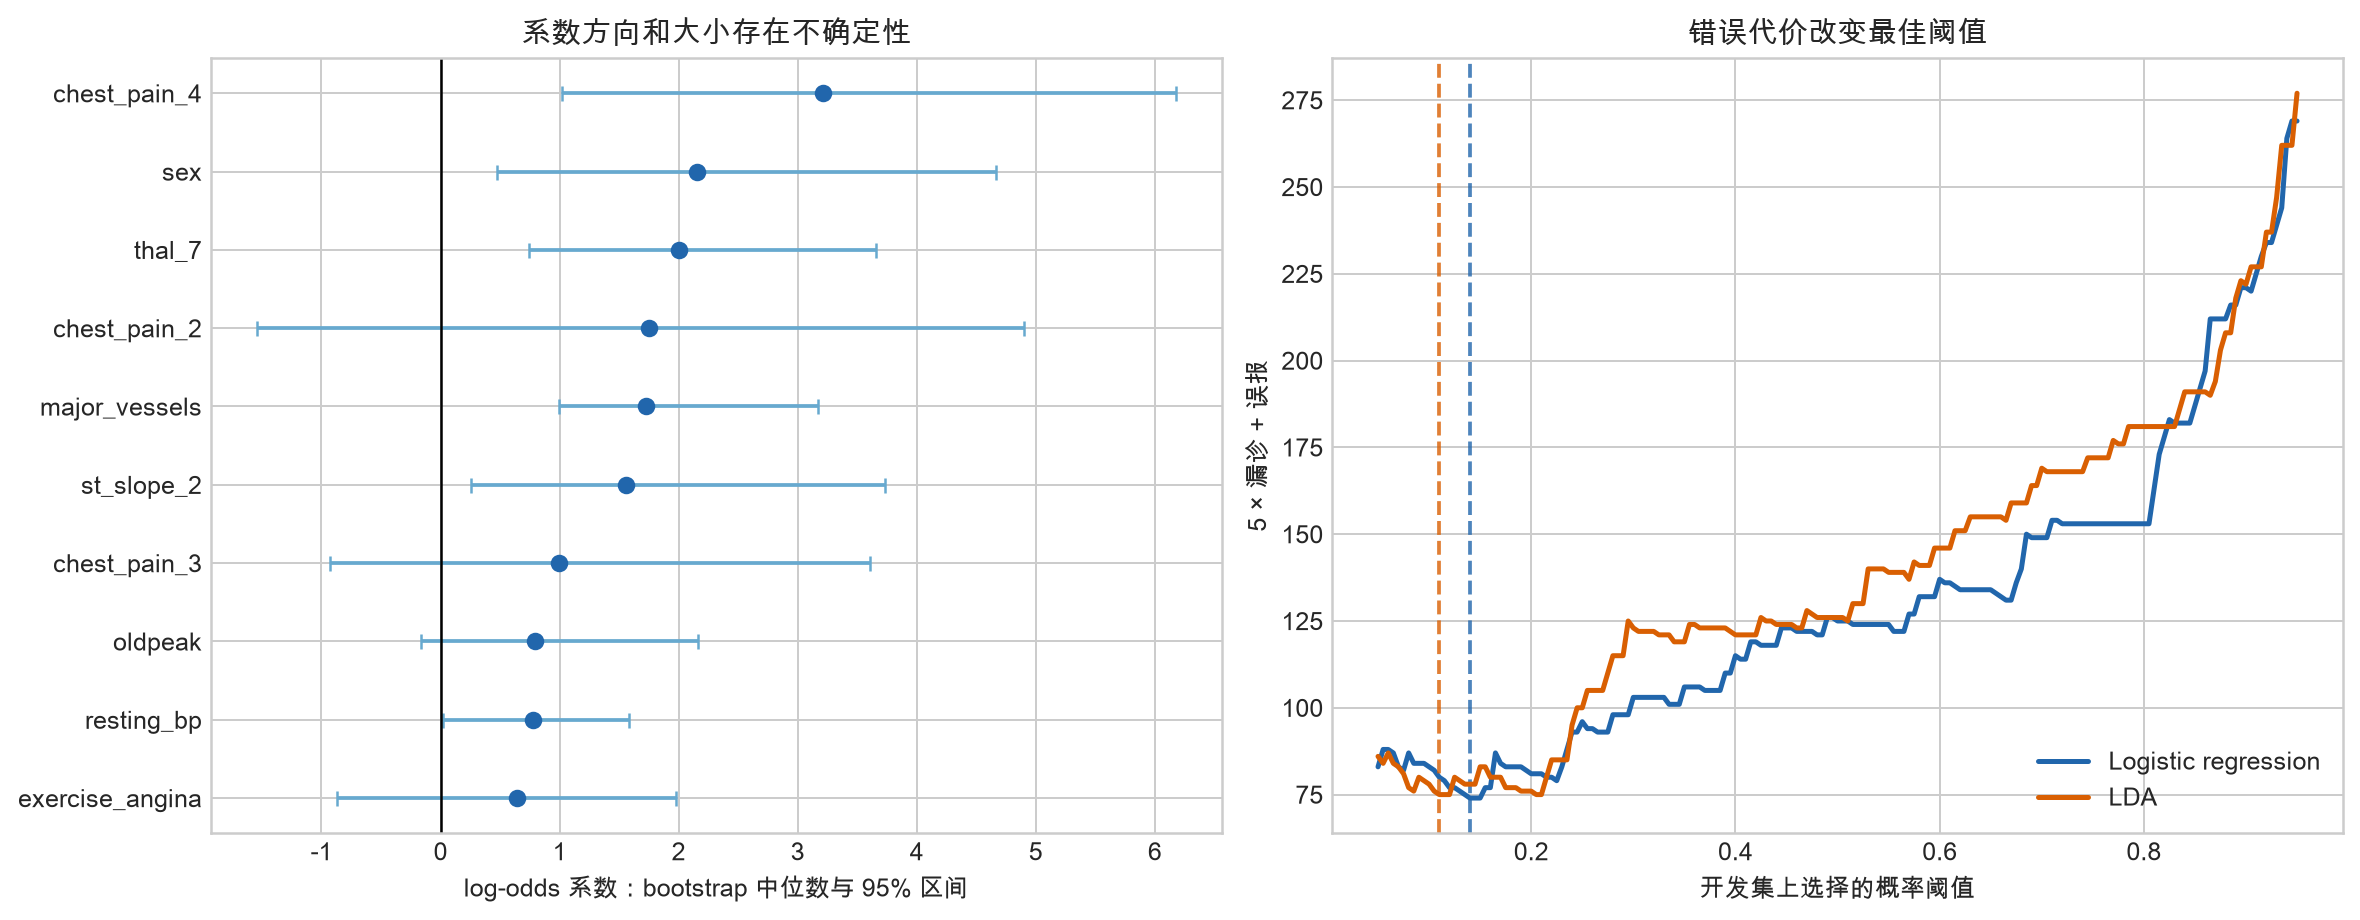 系数方向和大小存在不确定性
chest_pain_4
sex
thal_7
chest_pain_2
major_vessels
st_slope_2
chest_pain_3
oldpeak
resting_bp
exercise_angina
-1 0 1 2 3 4 5 6
log-odds 系数：bootstrap 中位数与 95% 区间
错误代价改变最佳阈值
5 × 漏诊 + 误报
275
250
225
200
175
150
125
100
75
Logistic regression
LDA
0.2 0.4 0.6 0.8
开发集上选择的概率阈值